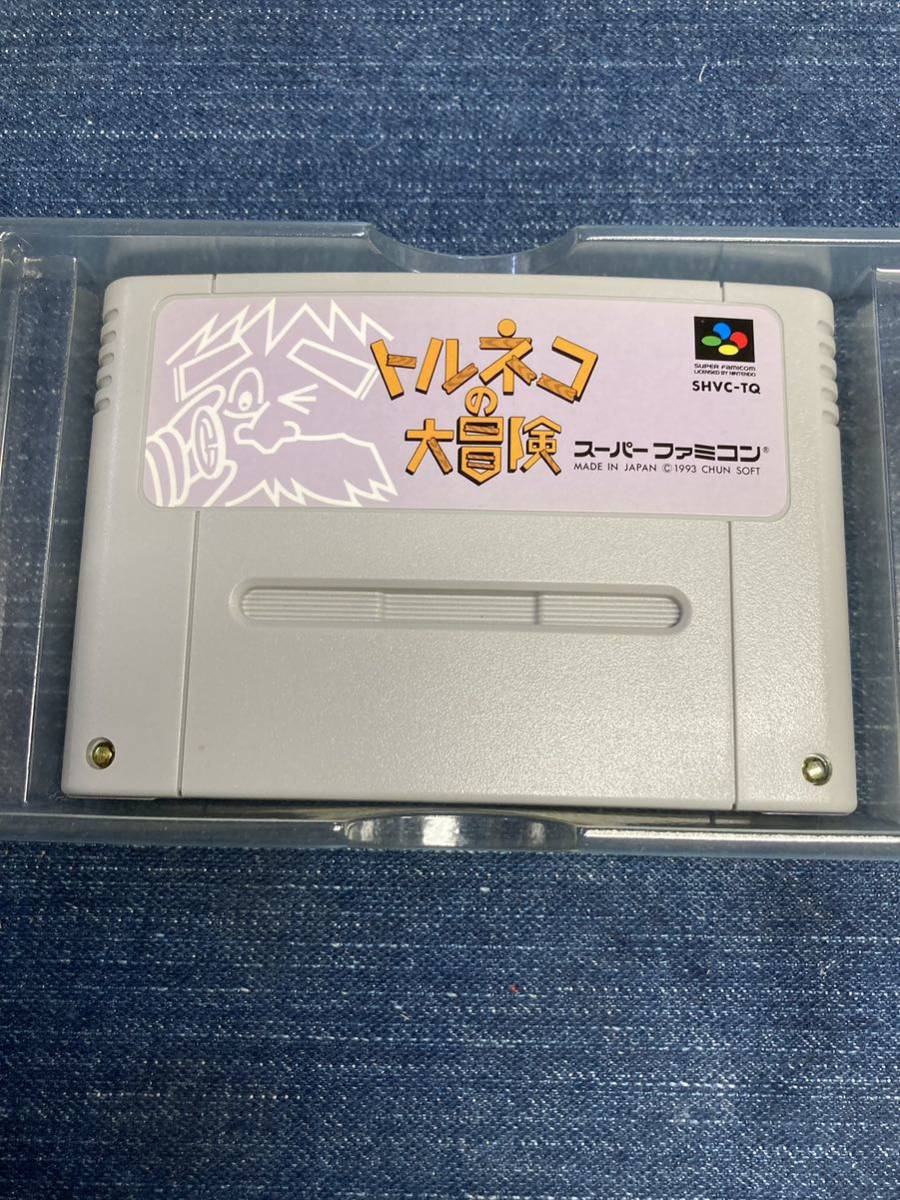 トルネコ
の
大冒険
SUPER FAMICOM
LICENSED BY NINTENDO
SHVC-TQ
スーパーファミコン®
MADE IN JAPAN ©1993 CHUN SOFT